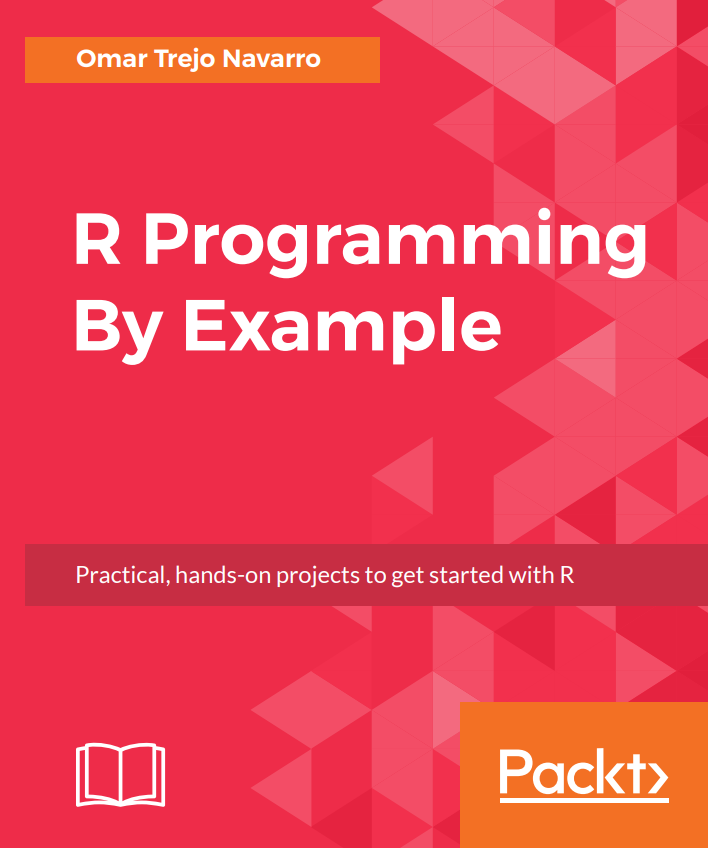 Omar Trejo Navarro
R Programming
By Example
Practical, hands-on projects to get started with R
Packt